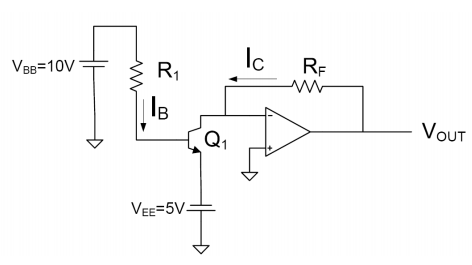 V_BB=10V
R_1
I_B
I_C
R_F
Q_1
-
+
V_OUT
V_EE=5V